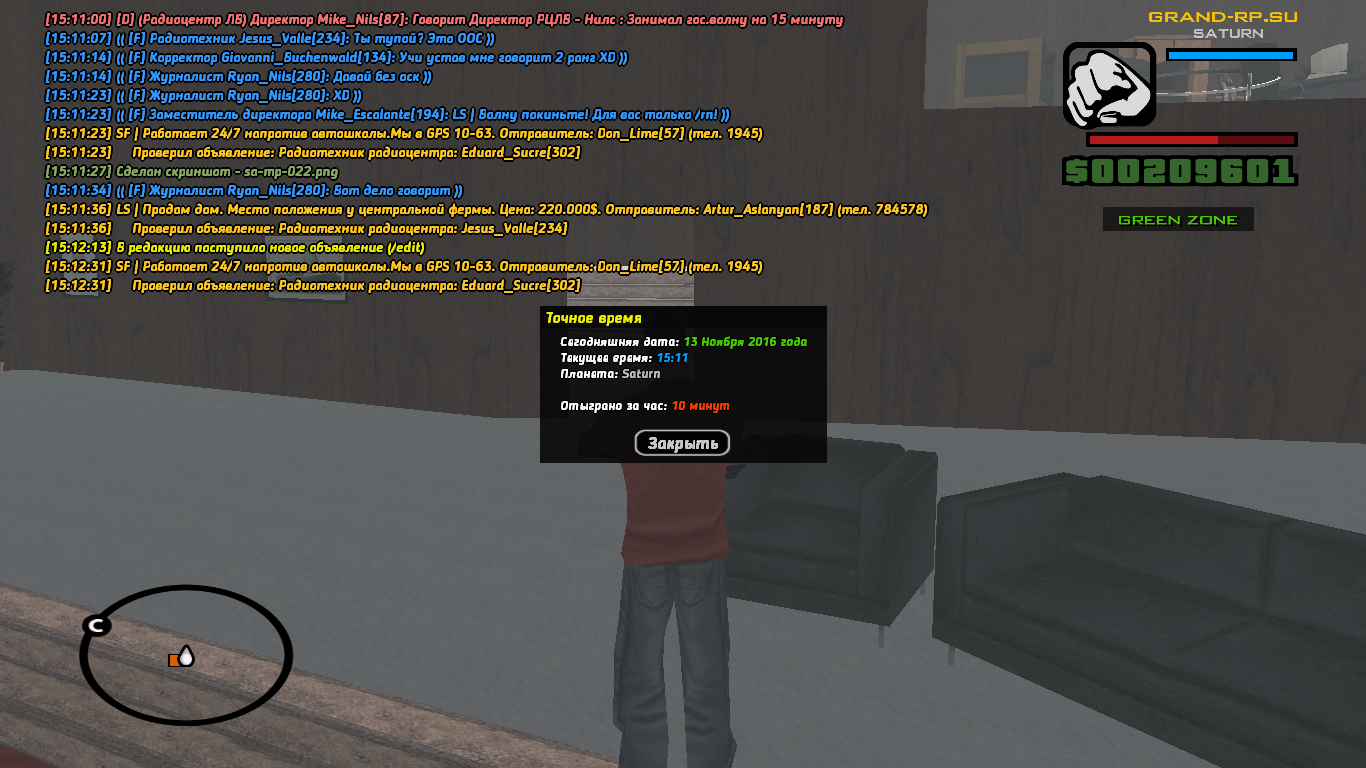 [15:11:00] [D] (Радиоцентр ЛВ) Директор Mike_Nils[87]: Говорит Директор РЦЛВ - Нилс : Занимал гос.волну на 15 минуту
[15:11:07] (( [F] Радиотехник Jesus_Valle[234]: Ты тупой? Это ООС ))
[15:11:14] (( [F] Корректор Giovanni_Buchenwald[134]: Учи устав мне говорит 2 ранг XD ))
[15:11:14] (( [F] Журналист Ryan_Nils[280]: Давай без оск ))
[15:11:23] (( [F] Журналист Ryan_Nils[280]: XD ))
[15:11:23] (( [F] Заместитель директора Mike_Escalante[194]: LS | Волну покиньте! Для вас только /rn! ))
[15:11:23] SF | Работает 24/7 напротив автошколы.Мы в GPS 10-63. Отправитель: Don_Lime[57] (тел. 1945)
[15:11:23] Проверил объявление: Радиотехник радиоцентра: Eduard_Sucre[302]
[15:11:27] Сделан скриншот - sa-mp-022.png
[15:11:34] (( [F] Журналист Ryan_Nils[280]: Вот дело говорит ))
[15:11:36] LS | Продам дом. Место положения у центральной фермы. Цена: 220.000$. Отправитель: Artur_Aslanyan[187] (тел. 784578)
[15:11:36] Проверил объявление: Радиотехник радиоцентра: Jesus_Valle[234]
[15:12:13] В редакцию поступило новое объявление (/edit)
[15:12:31] SF | Работает 24/7 напротив автошколы.Мы в GPS 10-63. Отправитель: Don_Lime[57] (тел. 1945)
[15:12:31] Проверил объявление: Радиотехник радиоцентра: Eduard_Sucre[302]
GRAND-RP.SU
SATURN
$00209601
GREEN ZONE
Точное время
Сегодняшняя дата: 13 Ноября 2016 года
Текущее время: 15:11
Планета: Saturn
Отыграно за час: 10 минут
Закрыть
С